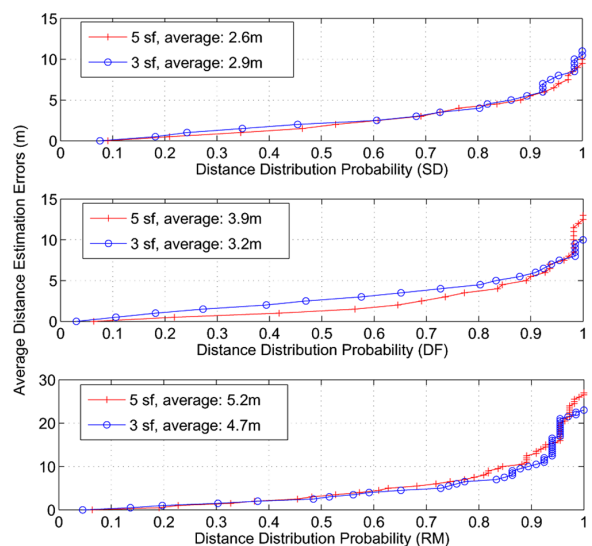 15
10
5
0
5 sf, average: 2.6m
3 sf, average: 2.9m
0 0.1 0.2 0.3 0.4 0.5 0.6 0.7 0.8 0.9 1
Distance Distribution Probability (SD)
Average Distance Estimation Errors (m)
15
10
5
0
5 sf, average: 3.9m
3 sf, average: 3.2m
0 0.1 0.2 0.3 0.4 0.5 0.6 0.7 0.8 0.9 1
Distance Distribution Probability (DF)
30
20
10
0
5 sf, average: 5.2m
3 sf, average: 4.7m
0 0.1 0.2 0.3 0.4 0.5 0.6 0.7 0.8 0.9 1
Distance Distribution Probability (RM)